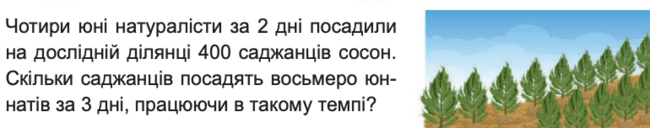 Чотири юні натуралісти за 2 дні посадили
на дослідній ділянці 400 саджанців сосон.
Скільки саджанців посадять восьмеро юн-
натів за 3 дні, працюючи в такому темпі?